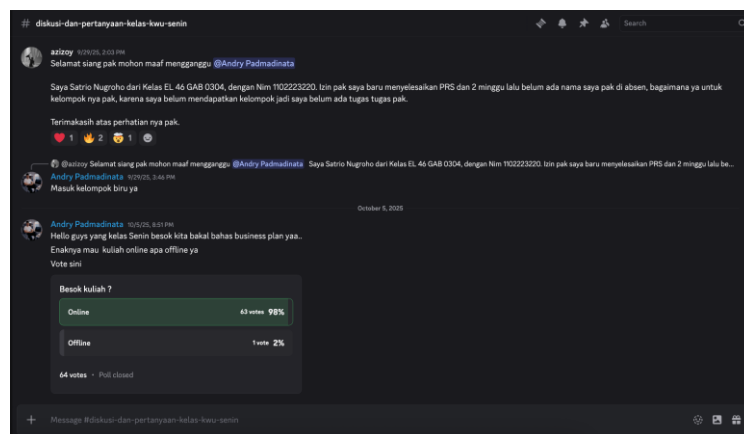 # diskusi-dan-pertanyaan-kelas-kwu-senin
Search
azizoy 9/29/25, 2:03 PM
Selamat siang pak mohon maaf mengganggu @Andry Padmadinata
Saya Satrio Nugroho dari Kelas EL 46 GAB 0304, dengan Nim 1102223220. Izin pak saya baru menyelesaikan PRS dan 2 minggu lalu belum ada nama saya pak di absen, bagaimana ya untuk
kelompok nya pak, karena saya belum mendapatkan kelompok jadi saya belum ada tugas tugas pak.
Terimakasih atas perhatian nya pak.
1 2 1
@azizoy Selamat siang pak mohon maaf mengganggu @Andry Padmadinata Saya Satrio Nugroho dari Kelas EL 46 GAB 0304, dengan Nim 1102223220. Izin pak saya baru menyelesaikan PRS dan 2 minggu lalu be...
Andry Padmadinata 9/29/25, 3:46 PM
Masuk kelompok biru ya
October 5, 2025
Andry Padmadinata 10/5/25, 8:51 PM
Hello guys yang kelas Senin besok kita bakal bahas business plan yaa..
Enaknya mau kuliah online apa offline ya
Vote sini
Besok kuliah ?
Online 63 votes 98%
Offline 1 vote 2%
64 votes • Poll closed
Message #diskusi-dan-pertanyaan-kelas-kwu-senin